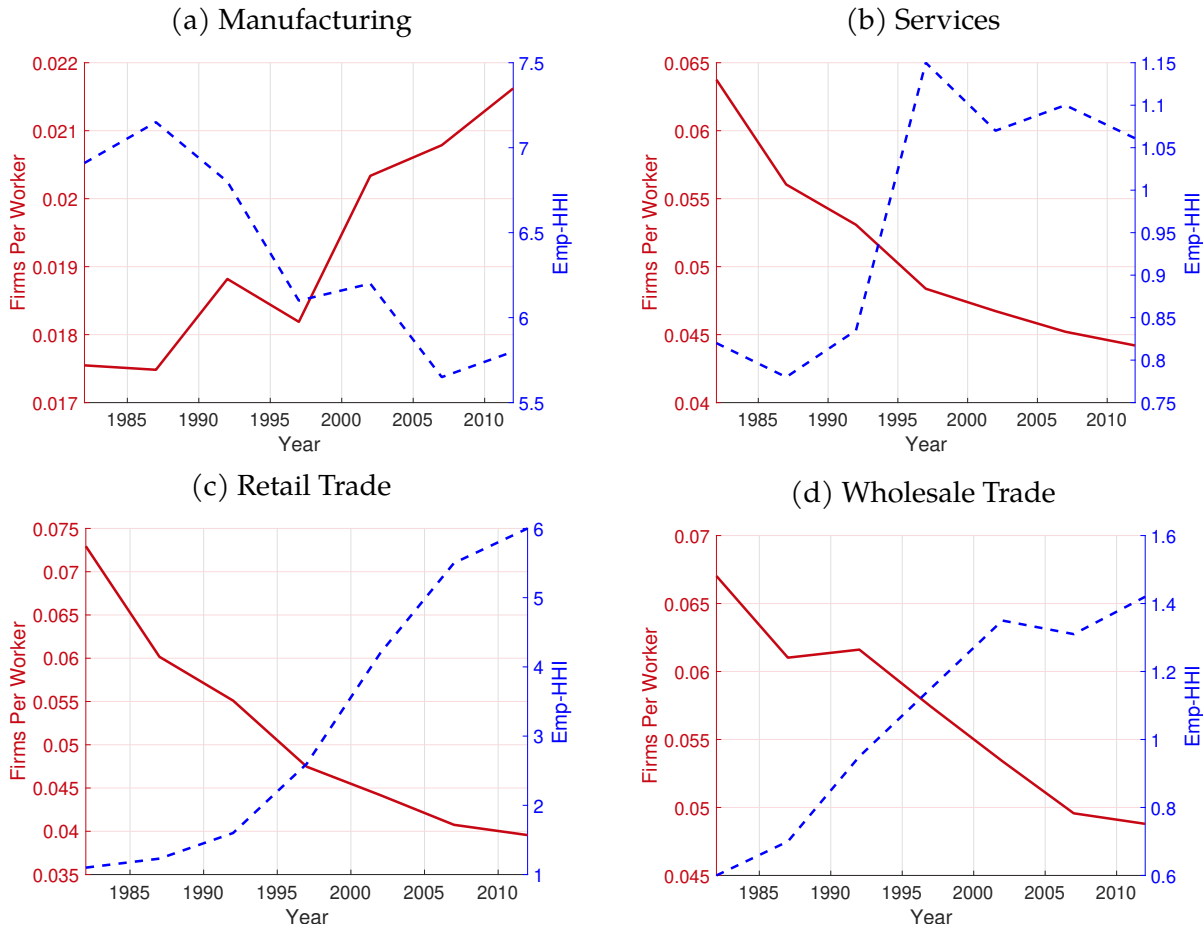 (a) Manufacturing
0.022
0.021
0.02
0.019
0.018
0.017
Firms Per Worker
7.5
7
6.5
6
5.5
Emp-HHI
1985 1990 1995 2000 2005 2010
Year
(b) Services
0.065
0.06
0.055
0.05
0.045
0.04
Firms Per Worker
1.15
1.1
1.05
1
0.95
0.9
0.85
0.8
0.75
Emp-HHI
1985 1990 1995 2000 2005 2010
Year
(c) Retail Trade
0.075
0.07
0.065
0.06
0.055
0.05
0.045
0.04
0.035
Firms Per Worker
6
5
4
3
2
1
Emp-HHI
1985 1990 1995 2000 2005 2010
Year
(d) Wholesale Trade
0.07
0.065
0.06
0.055
0.05
0.045
Firms Per Worker
1.6
1.4
1.2
1
0.8
0.6
Emp-HHI
1985 1990 1995 2000 2005 2010
Year